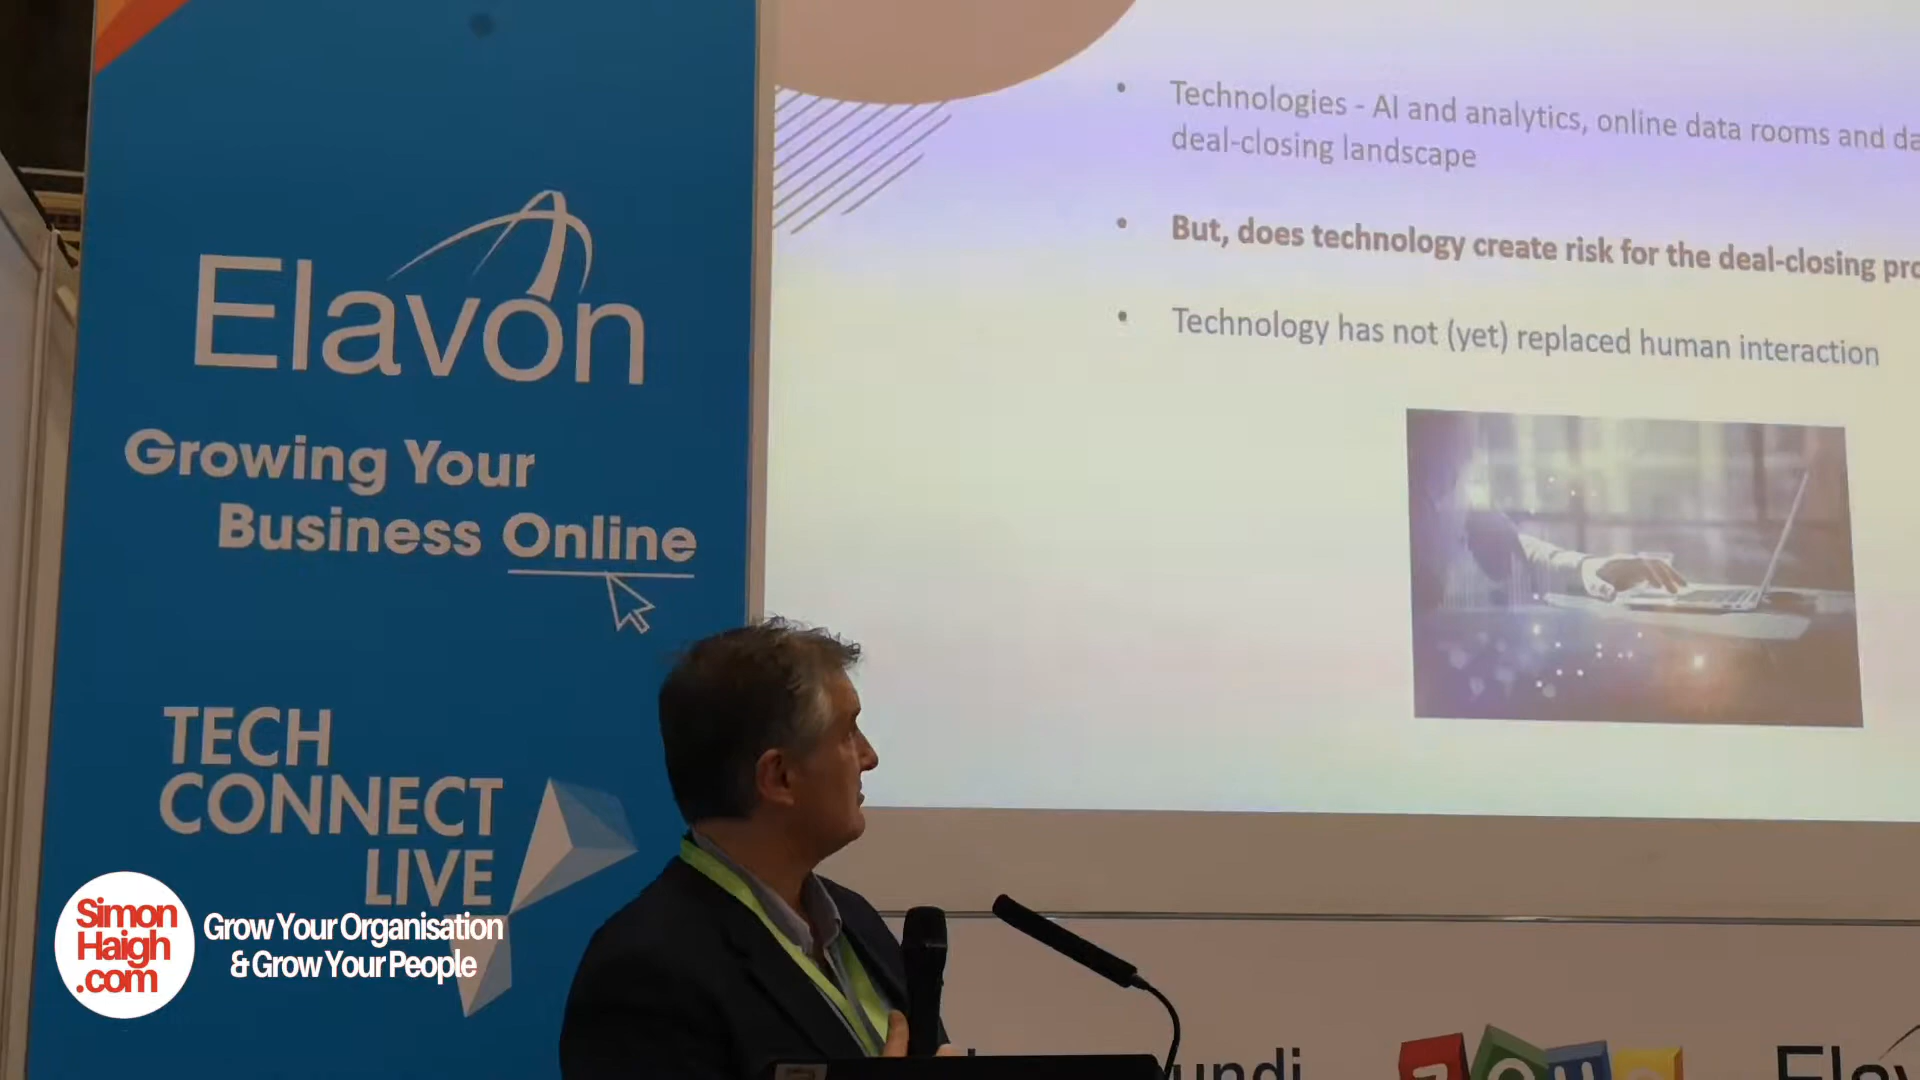 Elavon
Growing Your
Business Online
TECH
CONNECT
LIVE
Simon
Haigh
.com
Grow Your Organisation
& Grow Your People
Technologies - AI and analytics, online data rooms and
deal-closing landscape
But, does technology create risk for the deal-closing
Technology has not (yet) replaced human interaction